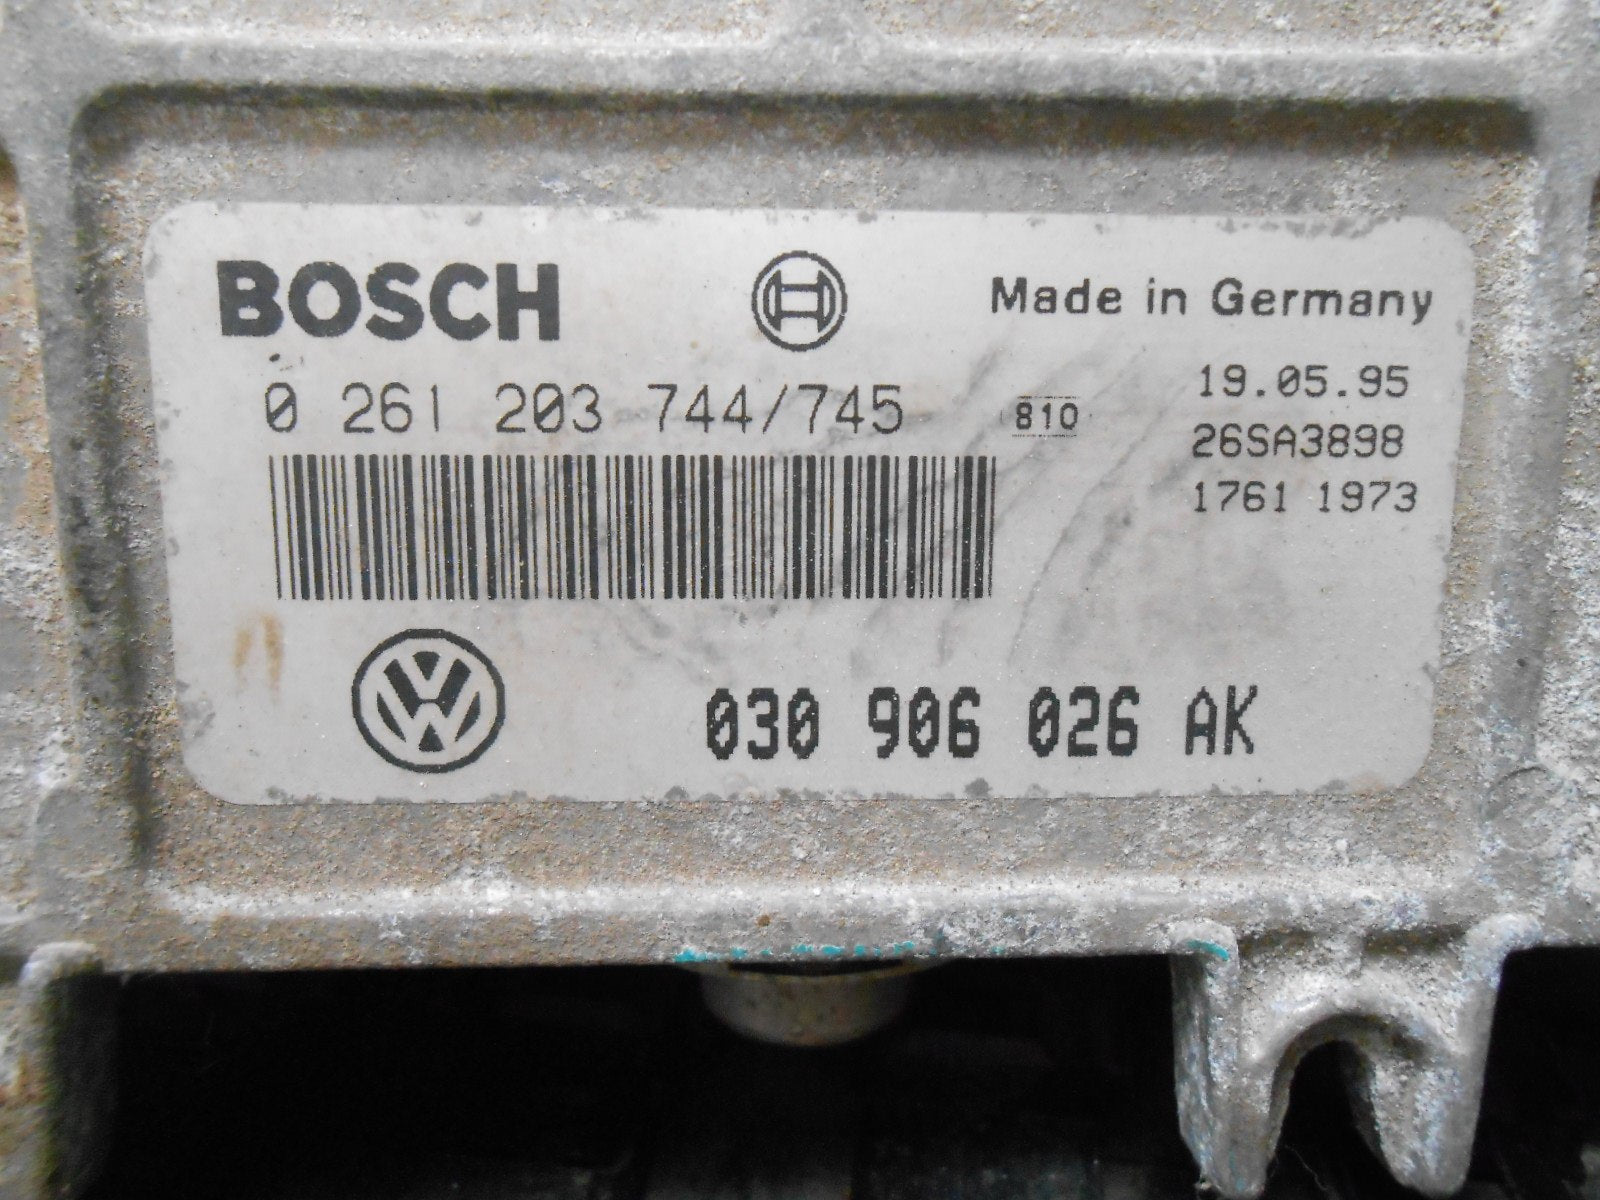 BOSCH
Made in Germany
0 261 203 744/745
810
19.05.95
26SA3898
1761 1973
030 906 026 AK